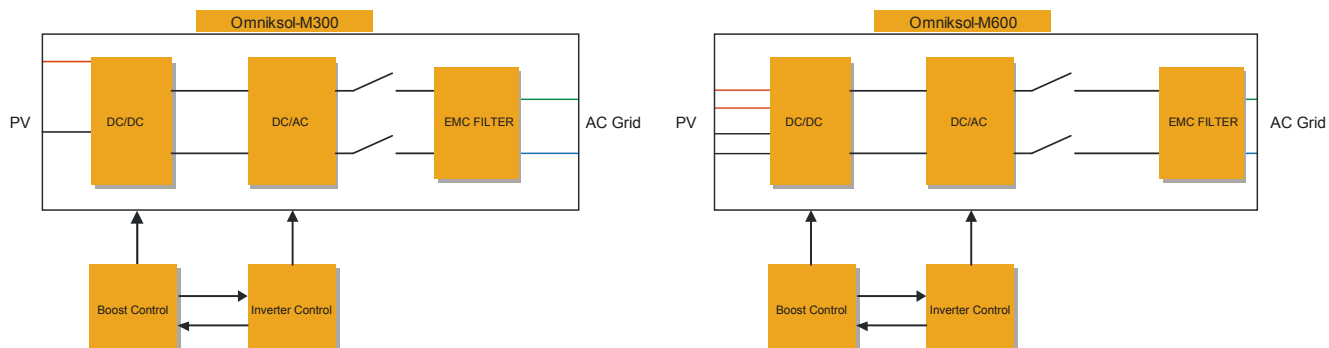 Omniksol-M300
PV
DC/DC
DC/AC
EMC FILTER
AC Grid
Boost Control
Inverter Control
Omniksol-M600
PV
DC/DC
DC/AC
EMC FILTER
AC Grid
Boost Control
Inverter Control